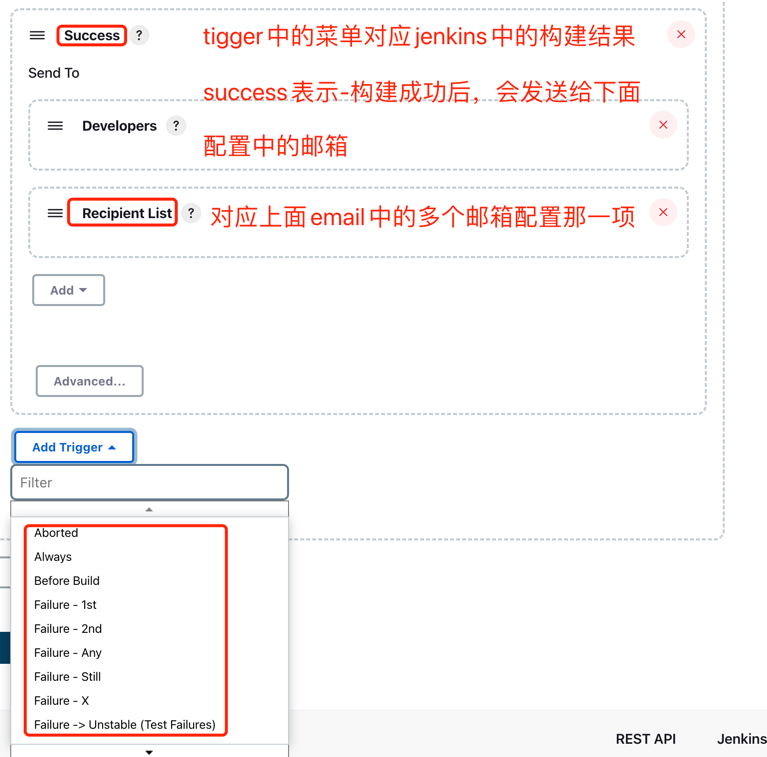 Success ? tigger中的菜单对应jenkins中的构建结果
Send To
success表示-构建成功后，会发送给下面
Developers ?
配置中的邮箱
Recipient List ? 对应上面email中的多个邮箱配置那一项
Add
Advanced...
Add Trigger
Filter
Aborted
Always
Before Build
Failure - 1st
Failure - 2nd
Failure - Any
Failure - Still
Failure - X
Failure -> Unstable (Test Failures)
REST API Jenkins